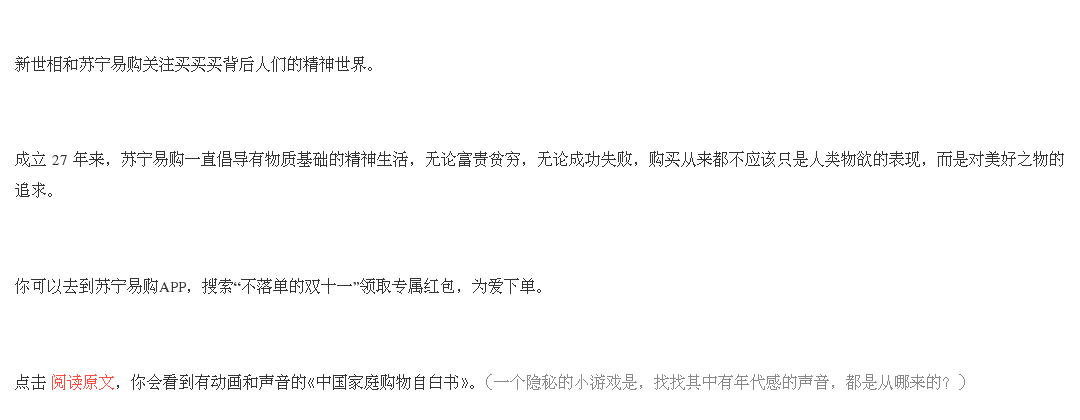 新世相和苏宁易购关注买买买背后人们的精神世界。
成立 27 年来，苏宁易购一直倡导有物质基础的精神生活，无论富贵贫穷，无论成功失败，购买从来都不应该只是人类物欲的表现，而是对美好之物的
追求。
你可以去到苏宁易购APP，搜索“不落单的双十一”领取专属红包，为爱下单。
点击 阅读原文，你会看到有动画和声音的《中国家庭购物自白书》。（一个隐秘的小游戏是，找找其中有年代感的声音，都是从哪来的？）